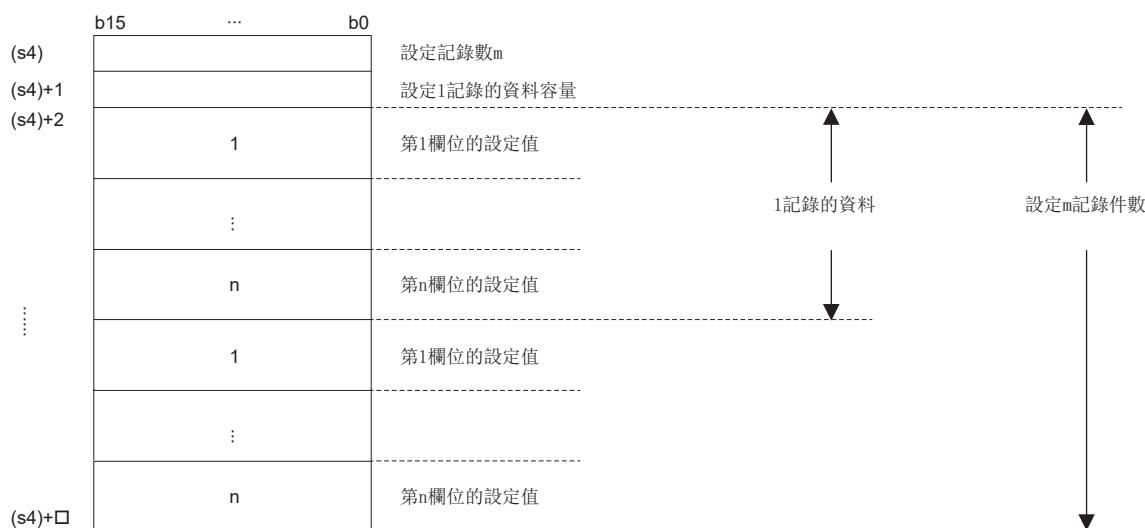 b15 ... b0
(s4) 設定記錄數m
(s4)+1 設定1記錄的資料容量
(s4)+2
1 第1欄位的設定值
⋮
1記錄的資料 設定m記錄件數
n 第n欄位的設定值
⋮
1 第1欄位的設定值
⋮
n 第n欄位的設定值
(s4)+□